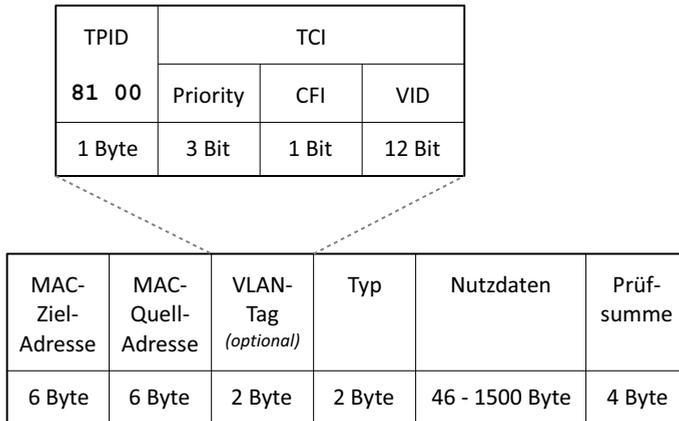 TPID TCI
81 00 Priority CFI VID
1 Byte 3 Bit 1 Bit 12 Bit
MAC- MAC- VLAN- Typ Nutzdaten Prüf-
Ziel- Quell- Tag summe
Adresse Adresse (optional)
6 Byte 6 Byte 2 Byte 2 Byte 46 - 1500 Byte 4 Byte